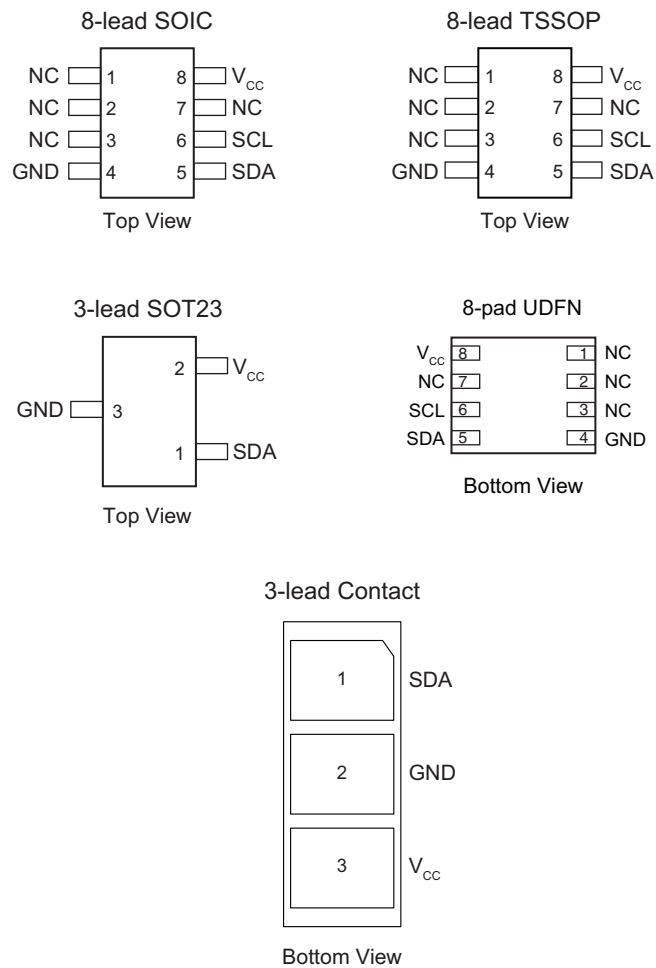 8-lead SOIC
NC 1 8 VCC
NC 2 7 NC
NC 3 6 SCL
GND 4 5 SDA
Top View
8-lead TSSOP
NC 1 8 VCC
NC 2 7 NC
NC 3 6 SCL
GND 4 5 SDA
Top View
3-lead SOT23
2 VCC
GND 3
1 SDA
Top View
8-pad UDFN
VCC 8 1 NC
NC 7 2 NC
SCL 6 3 NC
SDA 5 4 GND
Bottom View
3-lead Contact
1 SDA
2 GND
3 VCC
Bottom View